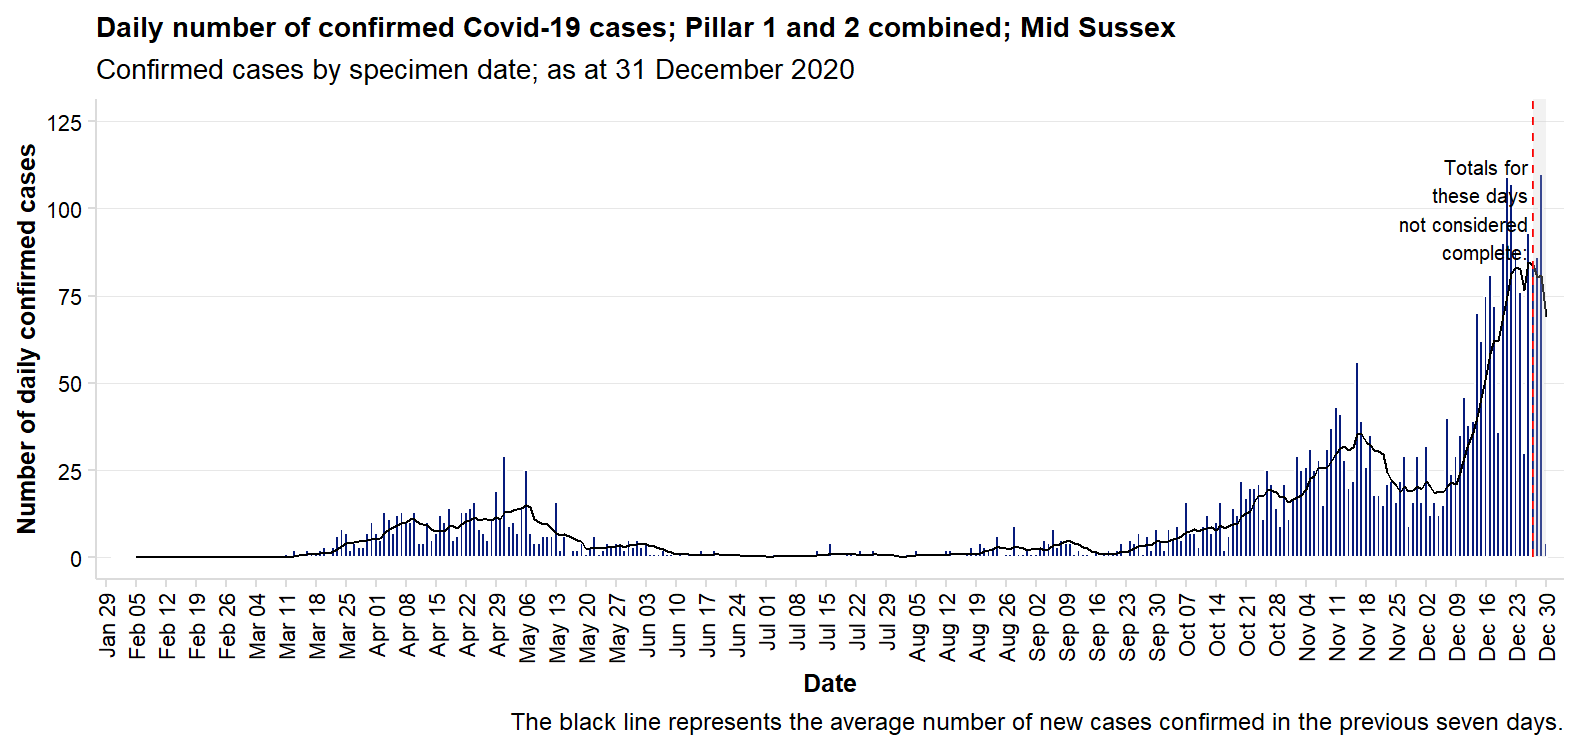 Daily number of confirmed Covid-19 cases; Pillar 1 and 2 combined; Mid Sussex
Confirmed cases by specimen date; as at 31 December 2020
Number of daily confirmed cases
125
100
75
50
25
0
Totals for
these days
not considered
complete:
Jan 29
Feb 05
Feb 12
Feb 19
Feb 26
Mar 04
Mar 11
Mar 18
Mar 25
Apr 01
Apr 08
Apr 15
Apr 22
Apr 29
May 06
May 13
May 20
May 27
Jun 03
Jun 10
Jun 17
Jun 24
Jul 01
Jul 08
Jul 15
Jul 22
Jul 29
Aug 05
Aug 12
Aug 19
Aug 26
Sep 02
Sep 09
Sep 16
Sep 23
Sep 30
Oct 07
Oct 14
Oct 21
Oct 28
Nov 04
Nov 11
Nov 18
Nov 25
Dec 02
Dec 09
Dec 16
Dec 23
Dec 30
Date
The black line represents the average number of new cases confirmed in the previous seven days.